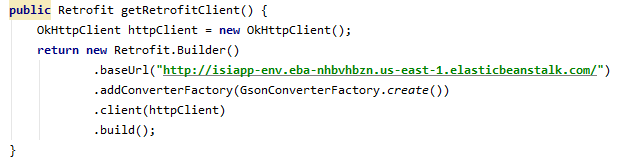 public Retrofit getRetrofitClient() {
    OkHttpClient httpClient = new OkHttpClient();
    return new Retrofit.Builder()
            .baseUrl("http://isiapp-env.eba-nhbvhbzn.us-east-1.elasticbeanstalk.com/")
            .addConverterFactory(GsonConverterFactory.create())
            .client(httpClient)
            .build();
}